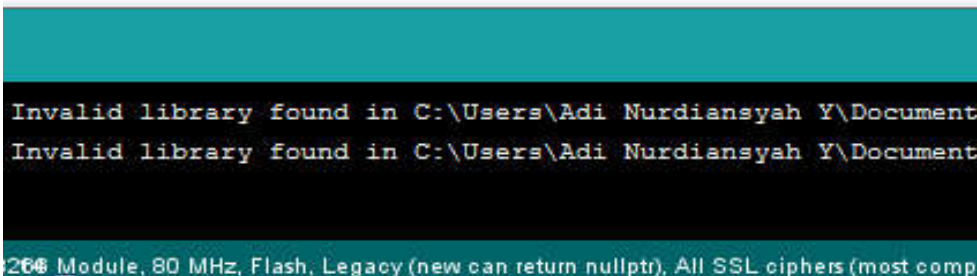 Invalid library found in C:\Users\Adi Nurdiansyah Y\Document
Invalid library found in C:\Users\Adi Nurdiansyah Y\Document
Module, 80 MHz, Flash, Legacy (new can return nullptr), All SSL ciphers (most comp